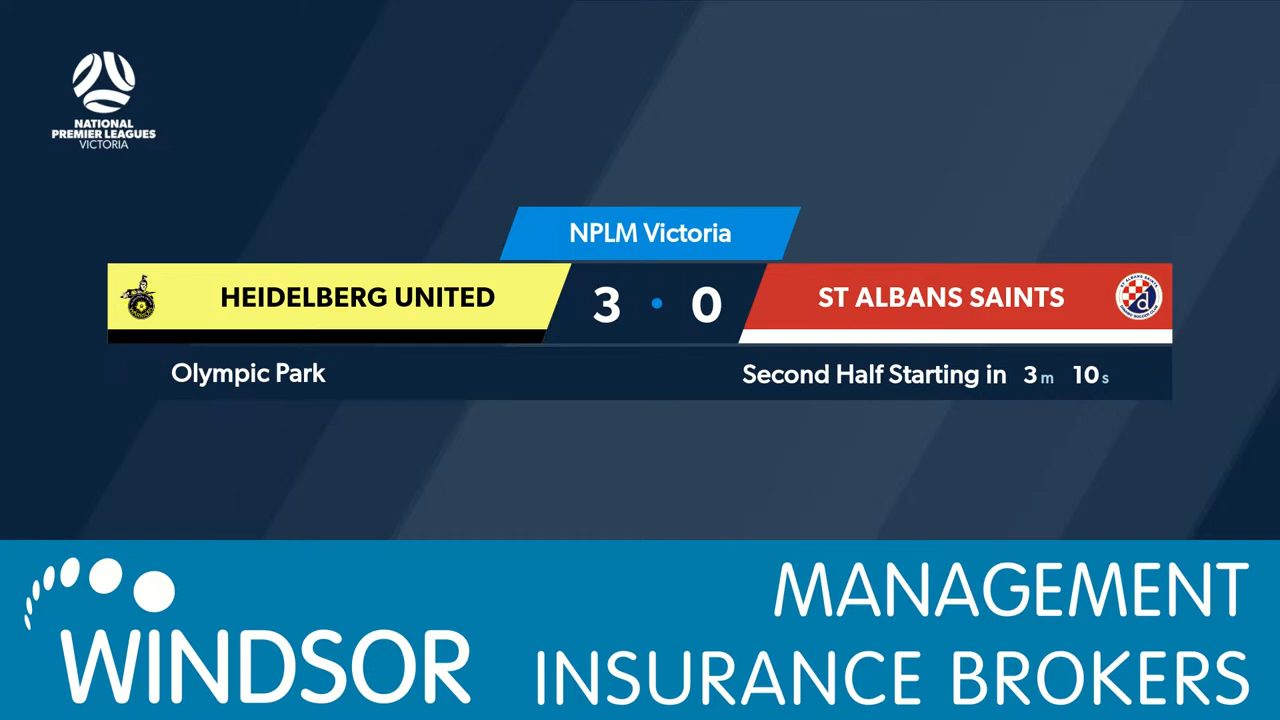 NATIONAL
PREMIER LEAGUES
VICTORIA
NPLM Victoria
HEIDELBERG UNITED
3 • 0
ST ALBANS SAINTS
Olympic Park
Second Half Starting in 3m 10s
WINDSOR
MANAGEMENT
INSURANCE BROKERS